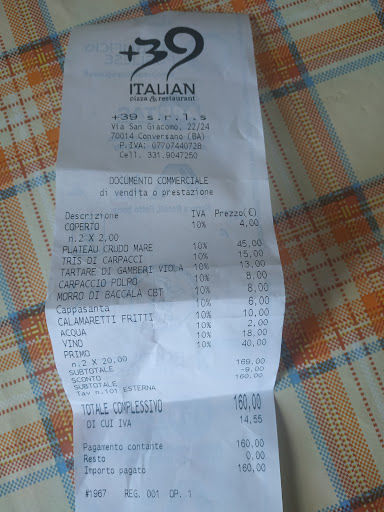 +39
ITALIAN
pizza & restaurant
+39 s.r.l.s
Via San Giacomo, 22/24
70014 Conversano (BA)
P.IVA: 07707440728
Cell. 331.9047250
DOCUMENTO COMMERCIALE
di vendita o prestazione
Descrizione IVA Prezzo(€)
COPERTO 10% 4,00
n.2 X 2,00
PLATEAU CRUDO MARE 10% 45,00
TRIS DI CARPACCI 10% 15,00
TARTARE DI GAMBERI VIOLA 10% 13,00
CARPACCIO POLPO 10% 8,00
MORRO DI BACCALA CBT 10% 8,00
Cappasanta 10% 6,00
CALAMARETTI FRITTI 10% 10,00
ACQUA 10% 2,00
VINO 10% 18,00
PRIMO 10% 40,00
n.2 X 20,00
SUBTOTALE 169,00
SCONTO -9,00
SUBTOTALE 160,00
Tav n.101 ESTERNA
TOTALE COMPLESSIVO 160,00
DI CUI IVA 14,55
Pagamento contante 160,00
Resto 0,00
Importo pagato 160,00
#1967 REG. 001 OP. 1